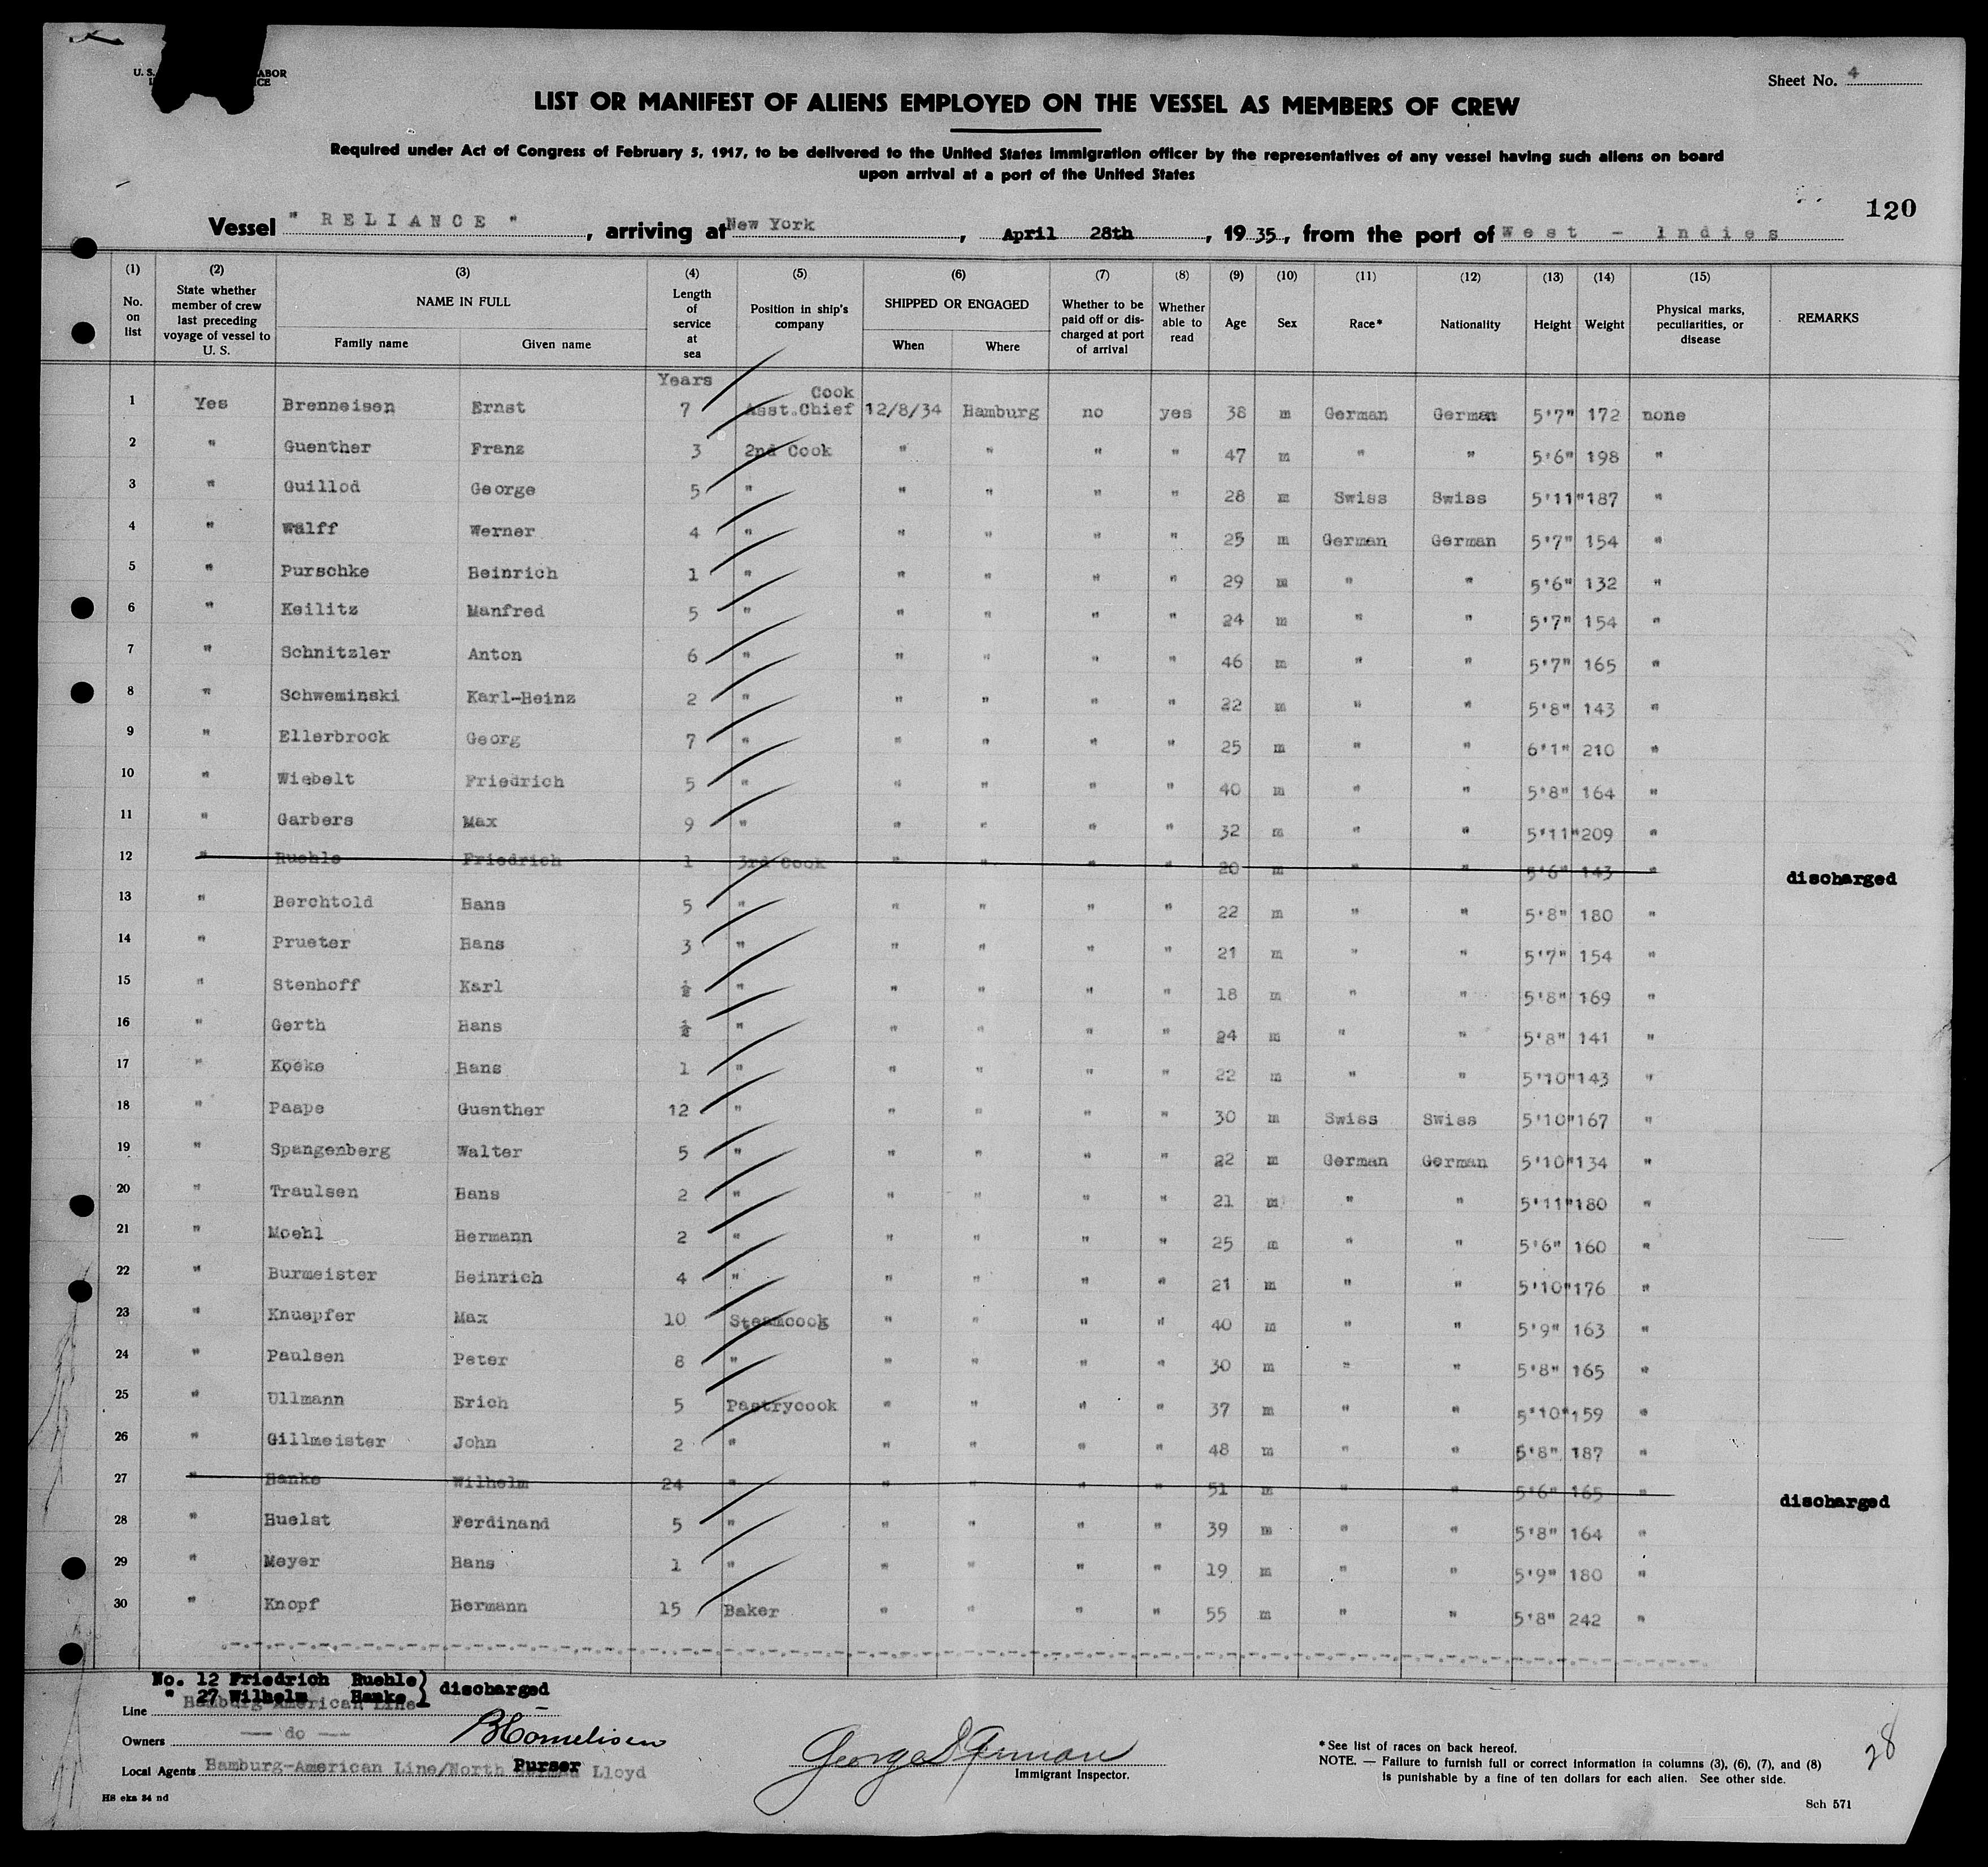 U. S. LABOR
ICE
Sheet No. 4
LIST OR MANIFEST OF ALIENS EMPLOYED ON THE VESSEL AS MEMBERS OF CREW
Required under Act of Congress of February 5, 1917, to be delivered to the United States immigration officer by the representatives of any vessel having such aliens on board
upon arrival at a port of the United States
120
Vessel " RELIANCE " , arriving at New York , April 28th , 19 35 , from the port of West - Indies
(1) (2) (3) (4) (5) (6) (7) (8) (9) (10) (11) (12) (13) (14) (15)
No. on list State whether member of crew last preceding voyage of vessel to U. S. NAME IN FULL Family name Given name Length of service at sea Position in ship's company SHIPPED OR ENGAGED When Where Whether to be paid off or discharged at port of arrival Whether able to read Age Sex Race* Nationality Height Weight Physical marks, peculiarities, or disease REMARKS
Years
Cook
1 Yes Brenneisen Ernst 7 Asst.Chief 12/8/34 Hamburg no yes 38 m German German 5'7" 172 none
2 " Guenther Franz 3 2nd Cook " " " " 47 m " " 5'6" 198 "
3 " Guillod George 5 " " " " " 28 m Swiss Swiss 5'11" 187 "
4 " Walff Werner 4 " " " " " 25 m German German 5'7" 154 "
5 " Purschke Heinrich 1 " " " " " 29 m " " 5'6" 132 "
6 " Keilitz Manfred 5 " " " " " 24 m " " 5'7" 154 "
7 " Schnitzler Anton 6 " " " " " 46 m " " 5'7" 165 "
8 " Schweminski Karl-Heinz 2 " " " " " 22 m " " 5'8" 143 "
9 " Ellerbrock Georg 7 " " " " " 25 m " " 6'1" 210 "
10 " Wiebelt Friedrich 5 " " " " " 40 m " " 5'8" 164 "
11 " Garbers Max 9 " " " " " 32 m " " 5'11" 209 "
12 " Ruehle Friedrich 1 3rd Cook " " " " 20 m " " 5'6" 143 " discharged
13 " Berchtold Hans 5 " " " " " 22 m " " 5'8" 180 "
14 " Prueter Hans 3 " " " " " 21 m " " 5'7" 154 "
15 " Stenhoff Karl ½ " " " " " 18 m " " 5'8" 169 "
16 " Gerth Hans ½ " " " " " 24 m " " 5'8" 141 "
17 " Koeke Hans 1 " " " " " 22 m " " 5'10" 143 "
18 " Paape Guenther 12 " " " " " 30 m Swiss Swiss 5'10" 167 "
19 " Spangenberg Walter 5 " " " " " 22 m German German 5'10" 134 "
20 " Traulsen Hans 2 " " " " " 21 m " " 5'11" 180 "
21 " Moehl Hermann 2 " " " " " 25 m " " 5'6" 160 "
22 " Burmeister Heinrich 4 " " " " " 21 m " " 5'10" 176 "
23 " Knuepfer Max 10 Steamcook " " " " 40 m " " 5'9" 163 "
24 " Paulsen Peter 8 " " " " " 30 m " " 5'8" 165 "
25 " Ullmann Erich 5 Pastrycook " " " " 37 m " " 5'10" 159 "
26 " Gillmeister John 2 " " " " " 48 m " " 5'8" 187 "
27 " Hanke Wilhelm 24 " " " " " 51 m " " 5'6" 165 " discharged
28 " Huelst Ferdinand 5 " " " " " 39 m " " 5'8" 164 "
29 " Meyer Hans 1 " " " " " 19 m " " 5'9" 180 "
30 " Knopf Hermann 15 Baker " " " " 55 m " " 5'8" 242 "
No. 12 Friedrich Ruehle } discharged
" 27 Wilhelm Hanke
Line Hamburg-American Line
Owners --- do ---
Local Agents Hamburg-American Line/North German Lloyd
Purser
Immigrant Inspector.
*See list of races on back hereof.
NOTE. — Failure to furnish full or correct information in columns (3), (6), (7), and (8)
is punishable by a fine of ten dollars for each alien. See other side.
28
HS eks 34 nd
Sch 571